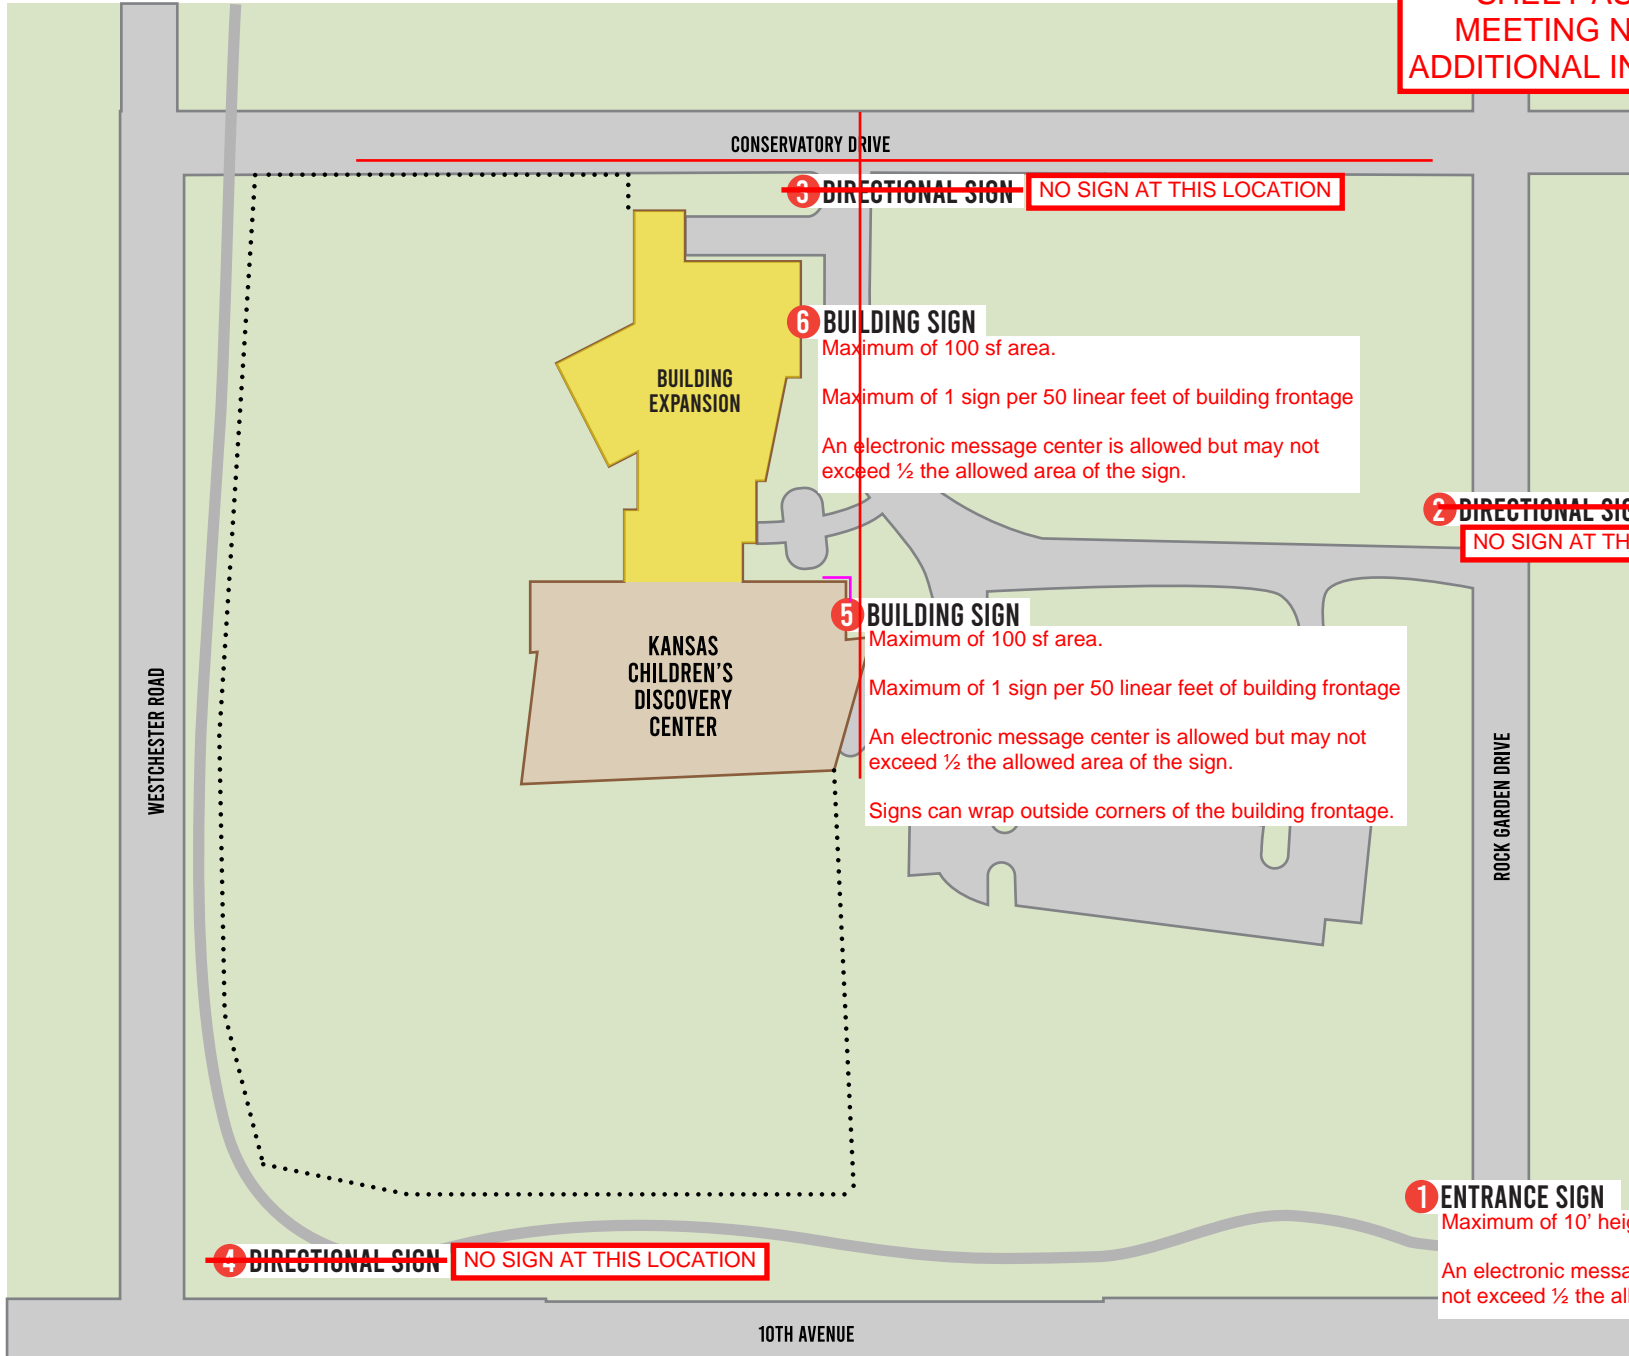 MEETING N
ADDITIONAL IN
CONSERVATORY DRIVE
3 DIRECTIONAL SIGN NO SIGN AT THIS LOCATION
6 BUILDING SIGN
Maximum of 100 sf area.
Maximum of 1 sign per 50 linear feet of building frontage
An electronic message center is allowed but may not
exceed ½ the allowed area of the sign.
BUILDING
EXPANSION
2 DIRECTIONAL SIG
NO SIGN AT TH
5 BUILDING SIGN
Maximum of 100 sf area.
Maximum of 1 sign per 50 linear feet of building frontage
An electronic message center is allowed but may not
exceed ½ the allowed area of the sign.
Signs can wrap outside corners of the building frontage.
KANSAS
CHILDREN'S
DISCOVERY
CENTER
WESTCHESTER ROAD
ROCK GARDEN DRIVE
1 ENTRANCE SIGN
Maximum of 10' heig
An electronic messa
not exceed ½ the all
4 DIRECTIONAL SIGN NO SIGN AT THIS LOCATION
10TH AVENUE